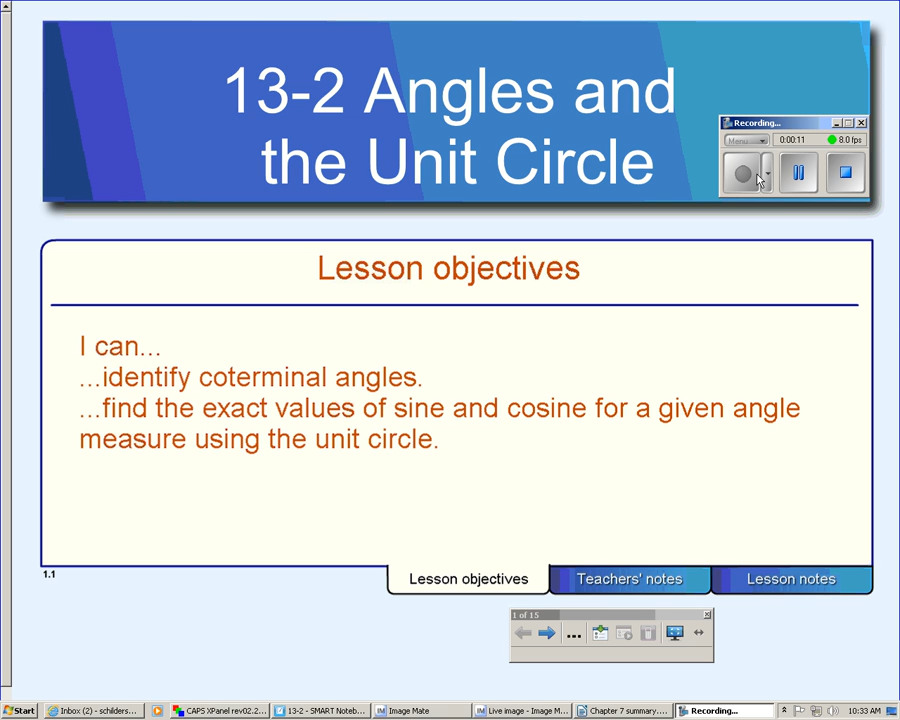 13-2 Angles and
the Unit Circle
Recording...
Menu
0:00:11
8.0 fps
Lesson objectives
I can...
...identify coterminal angles.
...find the exact values of sine and cosine for a given angle
measure using the unit circle.
1.1
Lesson objectives
Teachers' notes
Lesson notes
1 of 15
Start
Inbox (2) - schilders...
CAPS XPanel rev02.2...
13-2 - SMART Noteb...
Image Mate
Live image - Image M...
Chapter 7 summary....
Recording...
10:33 AM